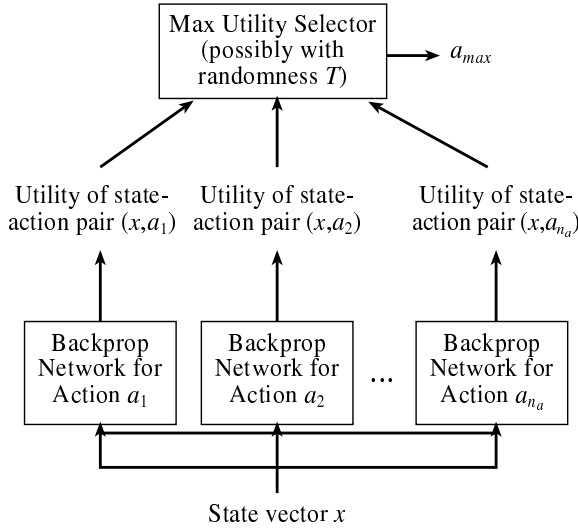 Max Utility Selector
(possibly with
randomness T)
a_max
Utility of state-
action pair (x,a_1)
Utility of state-
action pair (x,a_2)
Utility of state-
action pair (x,a_{n_a})
Backprop
Network for
Action a_1
Backprop
Network for
Action a_2
...
Backprop
Network for
Action a_{n_a}
State vector x